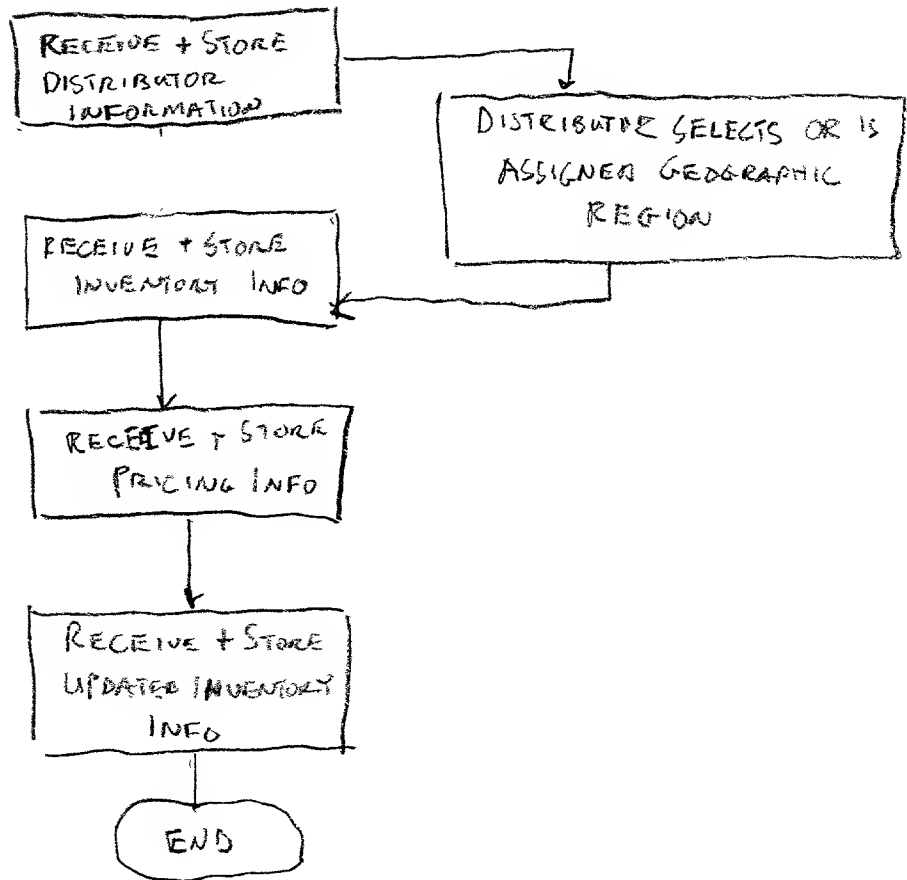 RECEIVE + STORE
DISTRIBUTOR
INFORMATION
DISTRIBUTOR SELECTS OR IS
ASSIGNED GEOGRAPHIC
REGION
RECEIVE + STORE
INVENTORY INFO
RECEIVE + STORE
PRICING INFO
RECEIVE + STORE
UPDATED INVENTORY
INFO
END